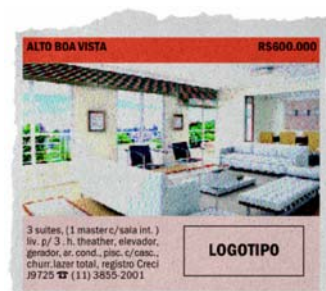 ALTO BOA VISTA R$600.000
3 suites, (1 master c/sala int. )
liv. p/ 3 . h. theather, elevador,
gerador, ar. cond., pisc. c/casc.,
churr.lazer total, registro Creci
J9725 ☎ (11) 3855-2001
LOGOTIPO